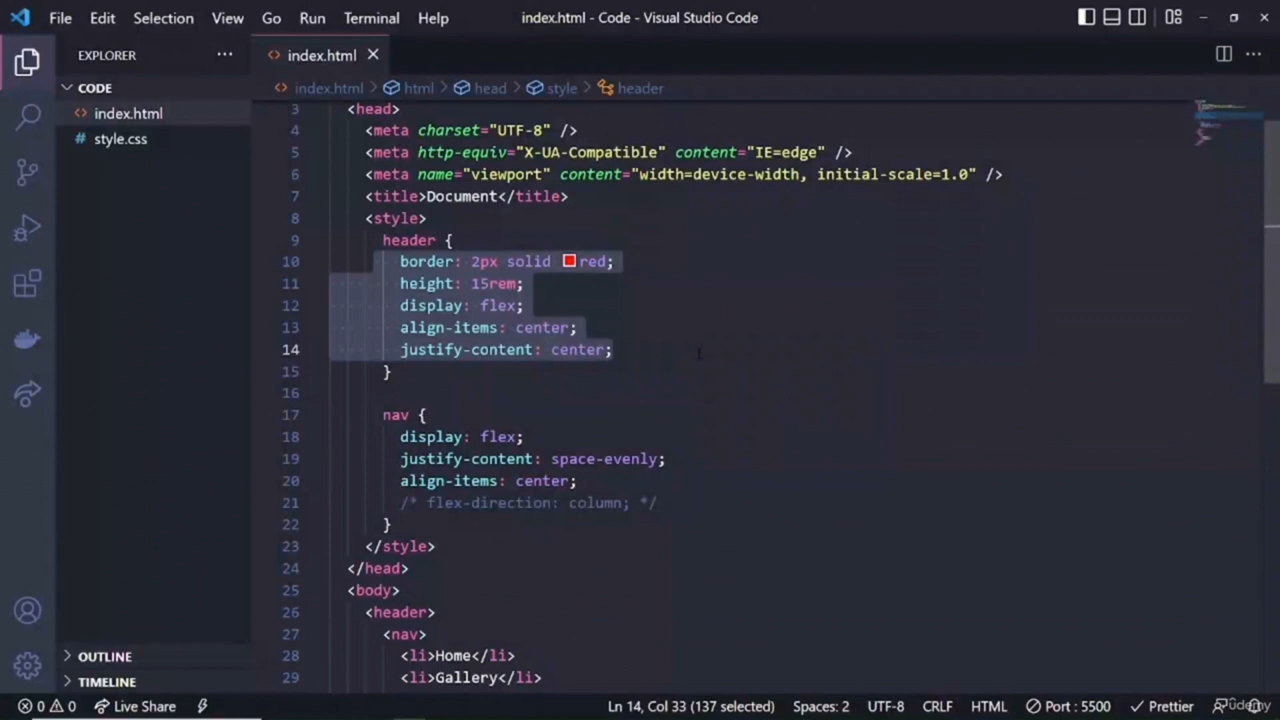 File Edit Selection View Go Run Terminal Help index.html - Code - Visual Studio Code
EXPLORER ··· <> index.html ×
index.html > html > head > style > header
CODE
<> index.html
# style.css
3 <head>
4 <meta charset="UTF-8" />
5 <meta http-equiv="X-UA-Compatible" content="IE=edge" />
6 <meta name="viewport" content="width=device-width, initial-scale=1.0" />
7 <title>Document</title>
8 <style>
9 header {
10 border: 2px solid red;
11 height: 15rem;
12 display: flex;
13 align-items: center;
14 justify-content: center;
15 }
16
17 nav {
18 display: flex;
19 justify-content: space-evenly;
20 align-items: center;
21 /* flex-direction: column; */
22 }
23 </style>
24 </head>
25 <body>
26 <header>
27 <nav>
28 <li>Home</li>
29 <li>Gallery</li>
OUTLINE
TIMELINE
0 0 Live Share Ln 14, Col 33 (137 selected) Spaces: 2 UTF-8 CRLF HTML Port : 5500 Prettier
Udemy